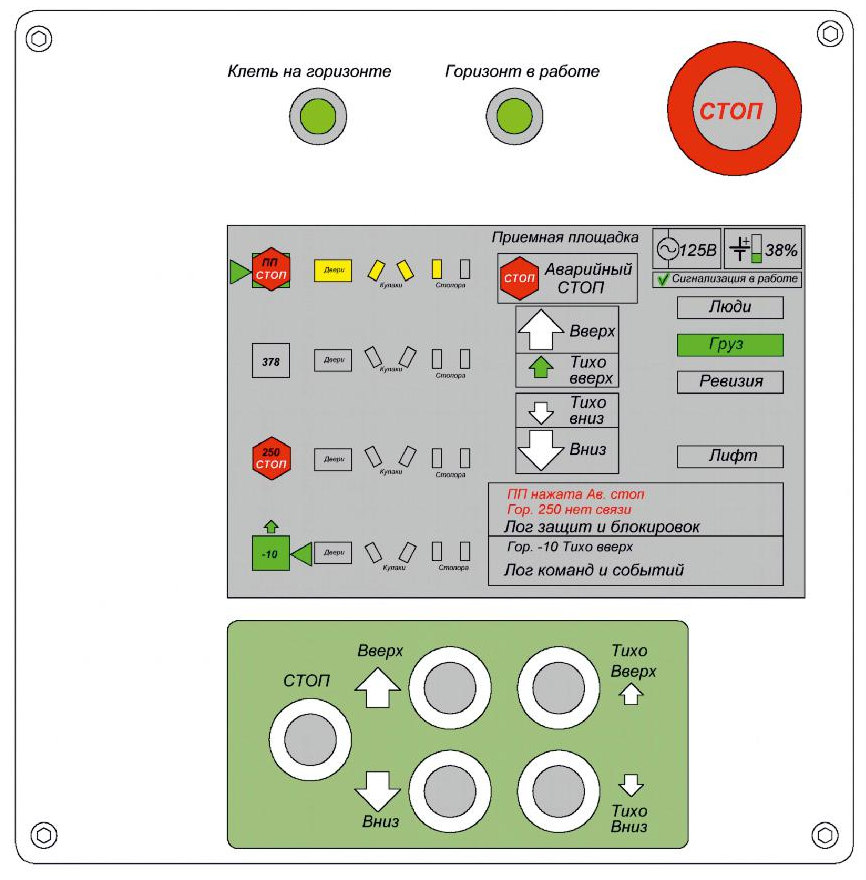 Клеть на горизонте
Горизонт в работе
СТОП
Приемная площадка
125В
38%
Сигнализация в работе
ПП
СТОП
Двери
Кулаки
Стопора
СТОП
Аварийный
СТОП
Люди
Груз
Ревизия
Лифт
Вверх
Тихо
вверх
Тихо
вниз
Вниз
378
Двери
Кулаки
Стопора
250
СТОП
Двери
Кулаки
Стопора
-10
Двери
Кулаки
Стопора
ПП нажата Ав. стоп
Гор. 250 нет связи
Лог защит и блокировок
Гор. -10 Тихо вверх
Лог команд и событий
СТОП
Вверх
Тихо
Вверх
Вниз
Тихо
Вниз